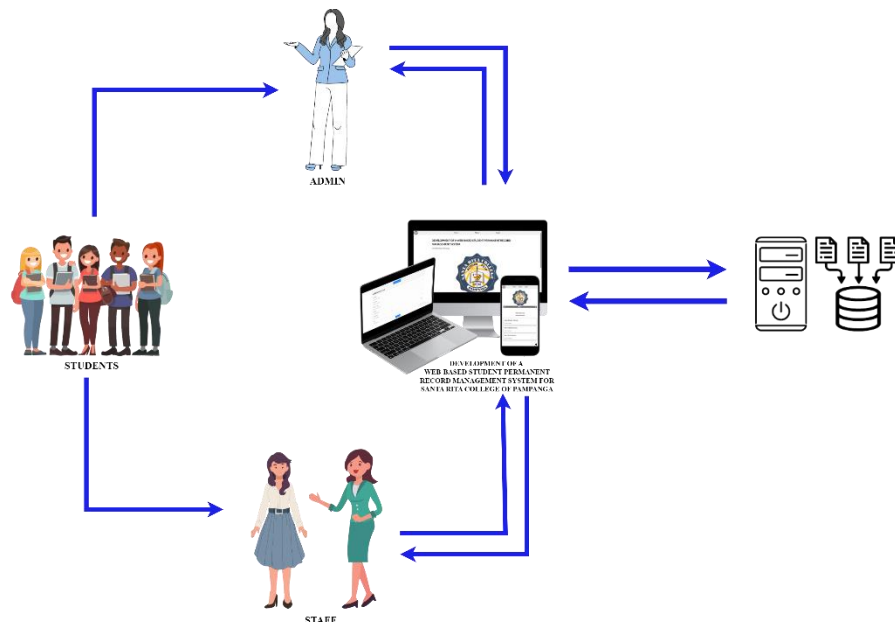 ADMIN
STUDENTS
DEVELOPMENT OF A
WEB BASED STUDENT PERMANENT
RECORD MANAGEMENT SYSTEM FOR
SANTA RITA COLLEGE OF PAMPANGA
STAFF